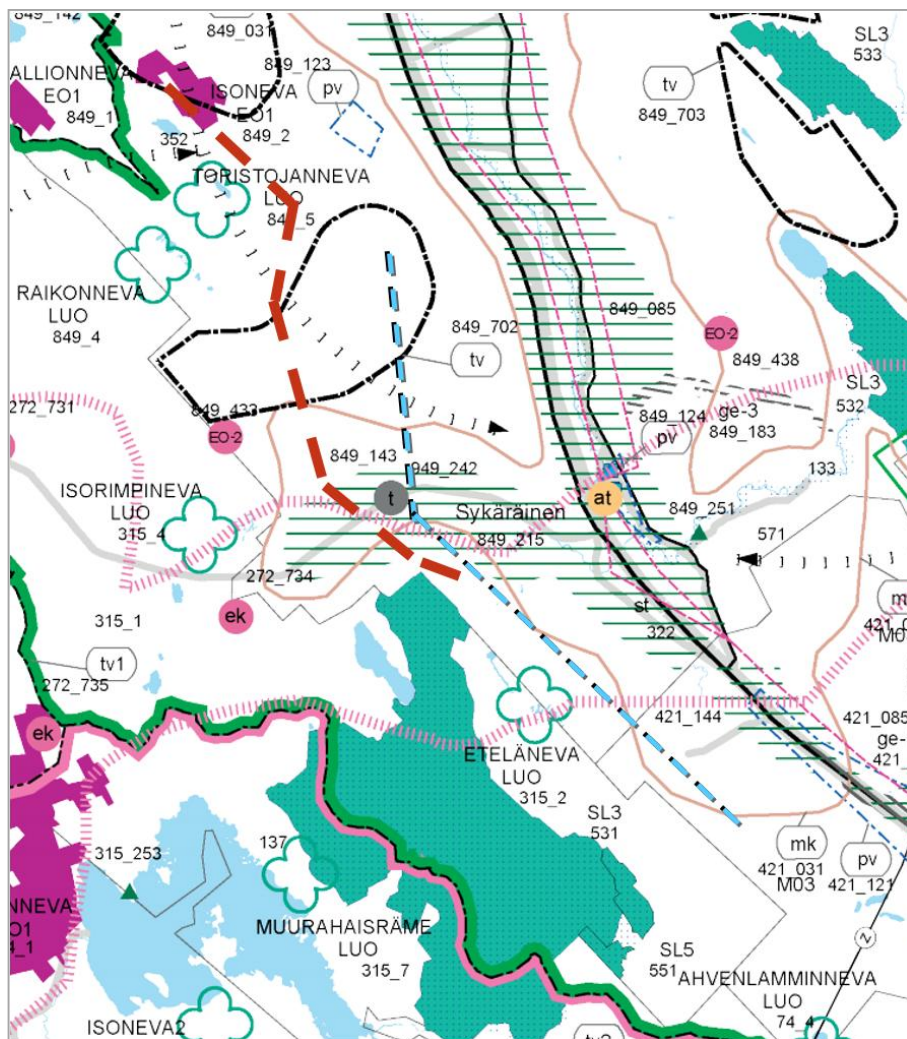 849_142
849_031
SL3
533
849_123
ALLIONNEVA
EO1
849_1
ISONEVA
EO1
849_2
pv
tv
849_703
352
TORISTOJANNEVA
LUO
RAIKONNEVA
LUO
849_4
849_085
849_702
tv
EO-2
849_438
SL3
532
272_731
849_433
EO-2
849_124
ge-3
849_183
pv
849_143
949_242
133
ISORIMPINEVA
LUO
315_4
t
Sykäräinen
at
849_251
849_215
571
272_734
ek
st
322
315_1
tv1
272_735
ek
421_144
421_085
ge-
421_
ETELÄNEVA
LUO
315_2
SL3
531
315_253
137
mk
421_031
M03
pv
421_121
NNEVA
O1
MUURAHAISRÄME
LUO
315_7
SL5
551
z
AHVENLAMMINNEVA
LUO
74_4
ISONEVA2